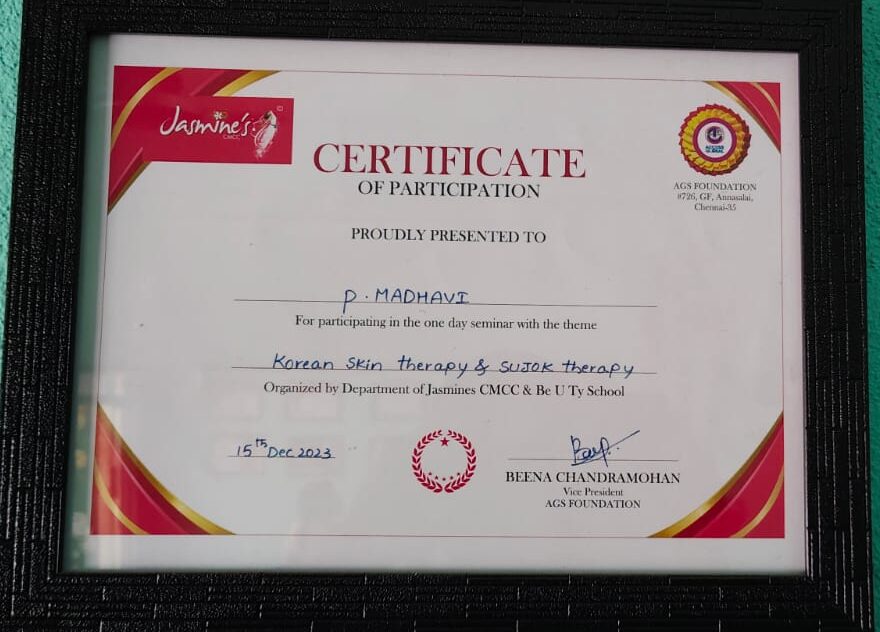 Jasmine's ©
CMCC
CERTIFICATE
OF PARTICIPATION
AGS FOUNDATION
#726, GF, Annasalai,
Chennai-35
PROUDLY PRESENTED TO
P. MADHAVI
For participating in the one day seminar with the theme
Korean skin therapy & SUJOK therapy
Organized by Department of Jasmines CMCC & Be U Ty School
15th Dec 2023
BEENA CHANDRAMOHAN
Vice President
AGS FOUNDATION